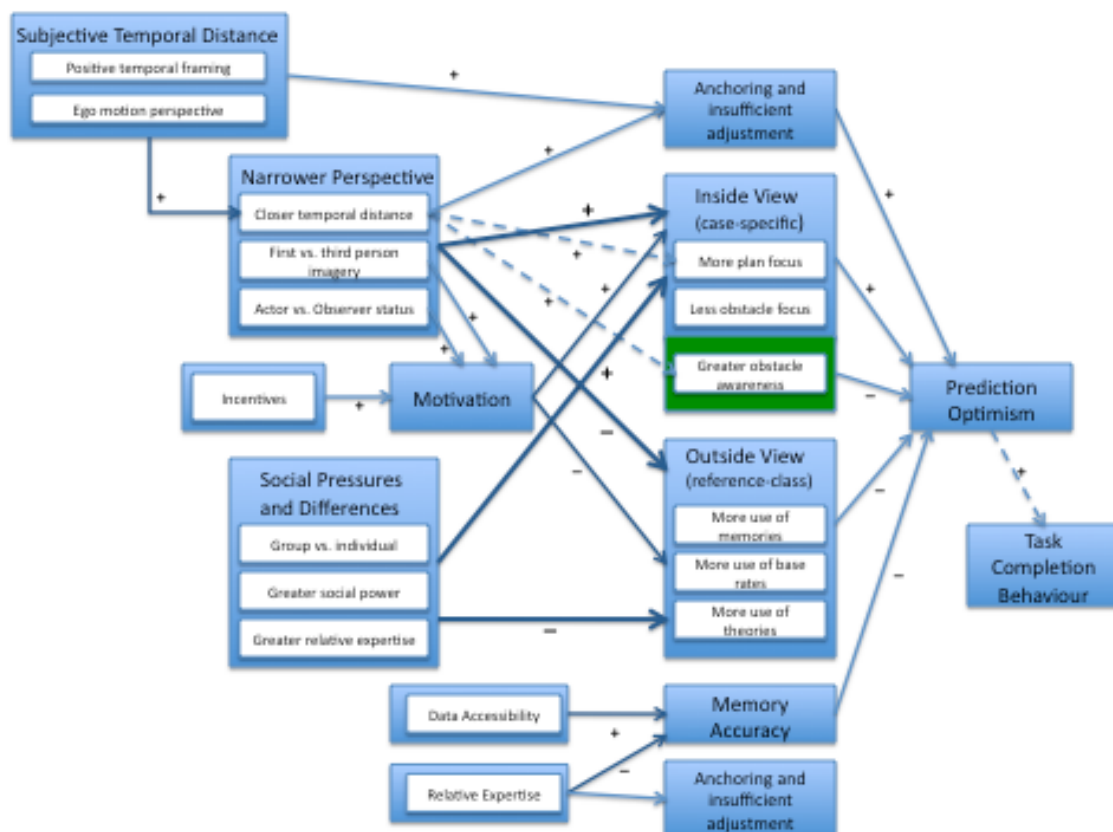 Subjective Temporal Distance
Positive temporal framing
Ego motion perspective
+
Anchoring and
insufficient
adjustment
+
+
+
Narrower Perspective
Closer temporal distance
First vs. third person
imagery
Actor vs. Observer status
+
+
+
+
+
+
Inside View
(case-specific)
More plan focus
Less obstacle focus
Greater obstacle
awareness
+
–
Incentives
+
Motivation
+
–
–
Prediction
Optimism
+
Task
Completion
Behaviour
Social Pressures
and Differences
Group vs. individual
Greater social power
Greater relative expertise
–
Outside View
(reference-class)
More use of
memories
More use of base
rates
More use of
theories
–
–
Data Accessibility
+
Relative Expertise
–
Memory
Accuracy
Anchoring and
insufficient
adjustment